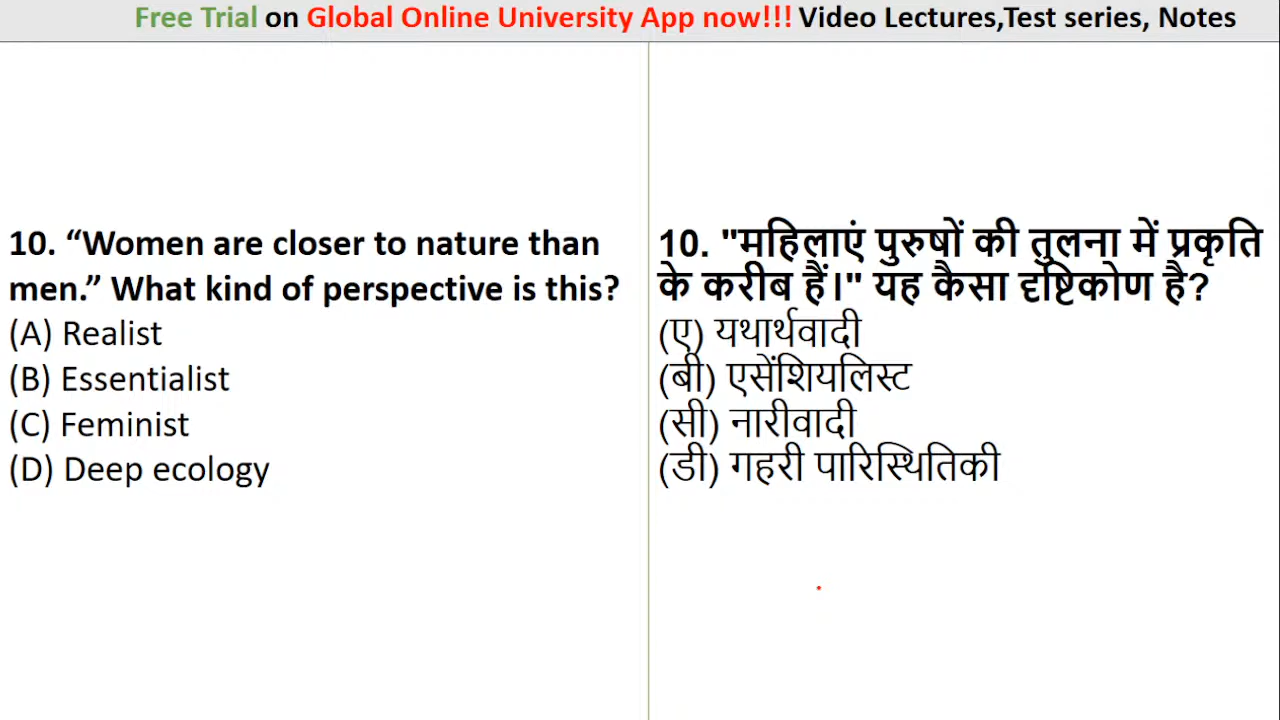 Free Trial on Global Online University App now!!! Video Lectures,Test series, Notes
10. “Women are closer to nature than
men.” What kind of perspective is this?
(A) Realist
(B) Essentialist
(C) Feminist
(D) Deep ecology
10. "महिलाएं पुरुषों की तुलना में प्रकृति
के करीब हैं।" यह कैसा दृष्टिकोण है?
(ए) यथार्थवादी
(बी) एसेंशियलिस्ट
(सी) नारीवादी
(डी) गहरी पारिस्थितिकी